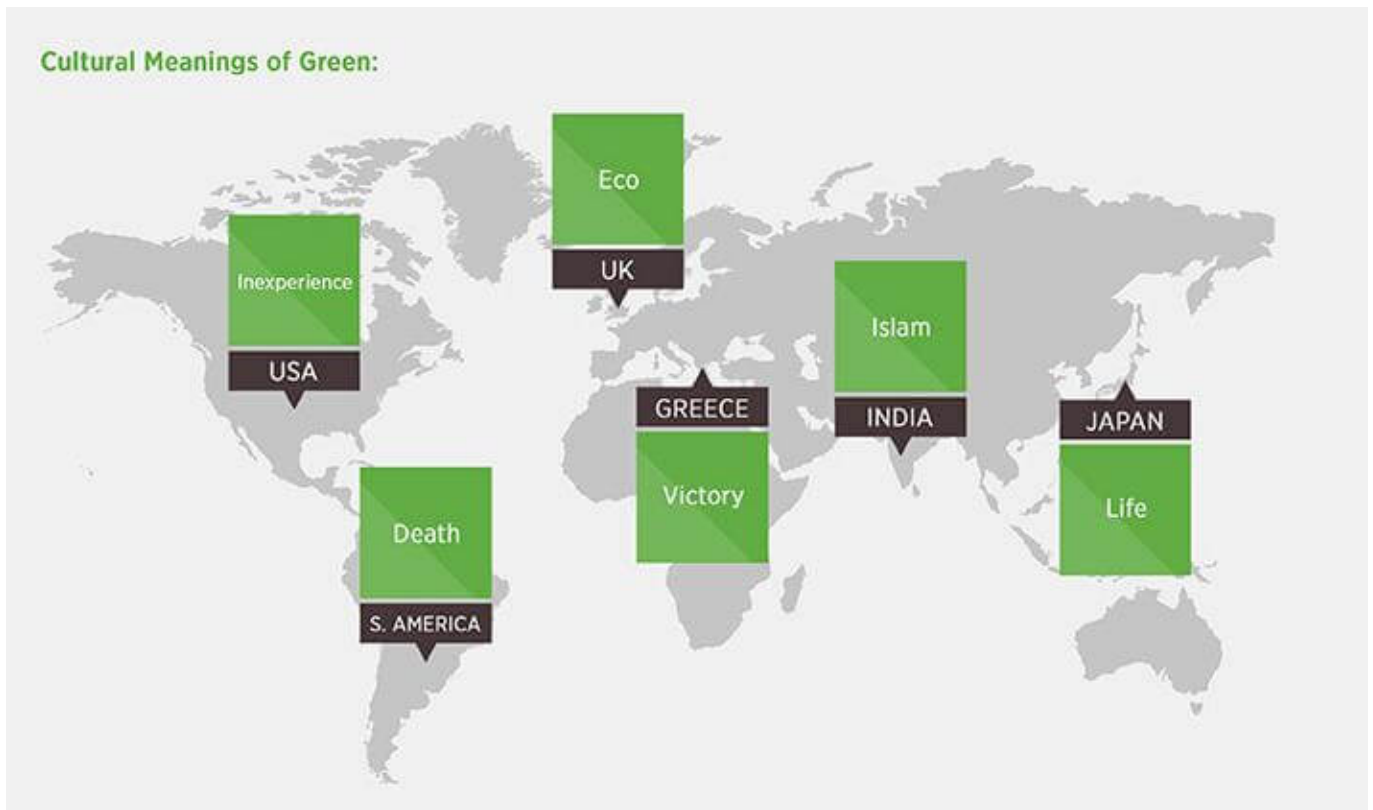 Cultural Meanings of Green:
Eco
UK
Inexperience
USA
Islam
INDIA
GREECE
Victory
JAPAN
Life
Death
S. AMERICA